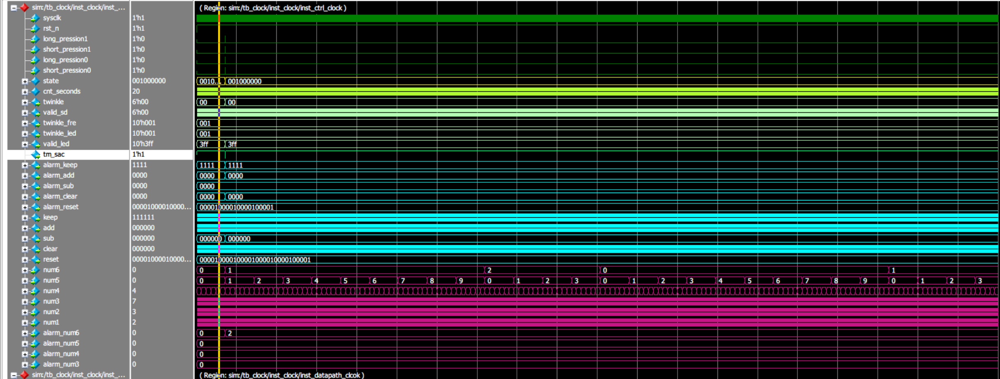 sim:/tb_clock/inst_clock/inst_... ( Region: sim:/tb_clock/inst_clock/inst_ctrl_clock )
sysclk 1'h1
rst_n 1'h1
long_pression1 1'h0
short_pression1 1'h0
long_pression0 1'h0
short_pression0 1'h0
state 001000000 0010... 001000000
cnt_seconds 20
twinkle 6'h00 00 00
valid_sd 6'h00
twinkle_fre 10'h001 001
twinkle_led 10'h001 001
valid_led 10'h3ff 3ff 3ff
tm_sac 1'h1
alarm_keep 1111 1111 1111
alarm_add 0000 0000 0000
alarm_sub 0000 0000
alarm_clear 0000 0000 0000
alarm_reset 00001000010000... 00001000010000100001
keep 111111
add 000000
sub 000000 000000 000000
clear 000000
reset 00001000010000... 000010000100001000010000100001
num6 0 0 1 2 0 1
num5 0 0 1 2 3 4 5 6 7 8 9 0 1 2 3 0 1 2 3 4 5 6 7 8 9 0 1 2 3
num4 4
num3 7
num2 3
num1 2
alarm_num6 0 0 2
alarm_num5 0 0
alarm_num4 0 0
alarm_num3 0 0
sim:/tb_clock/inst_clock/inst_... ( Region: sim:/tb_clock/inst_clock/inst_datapath_clcok )